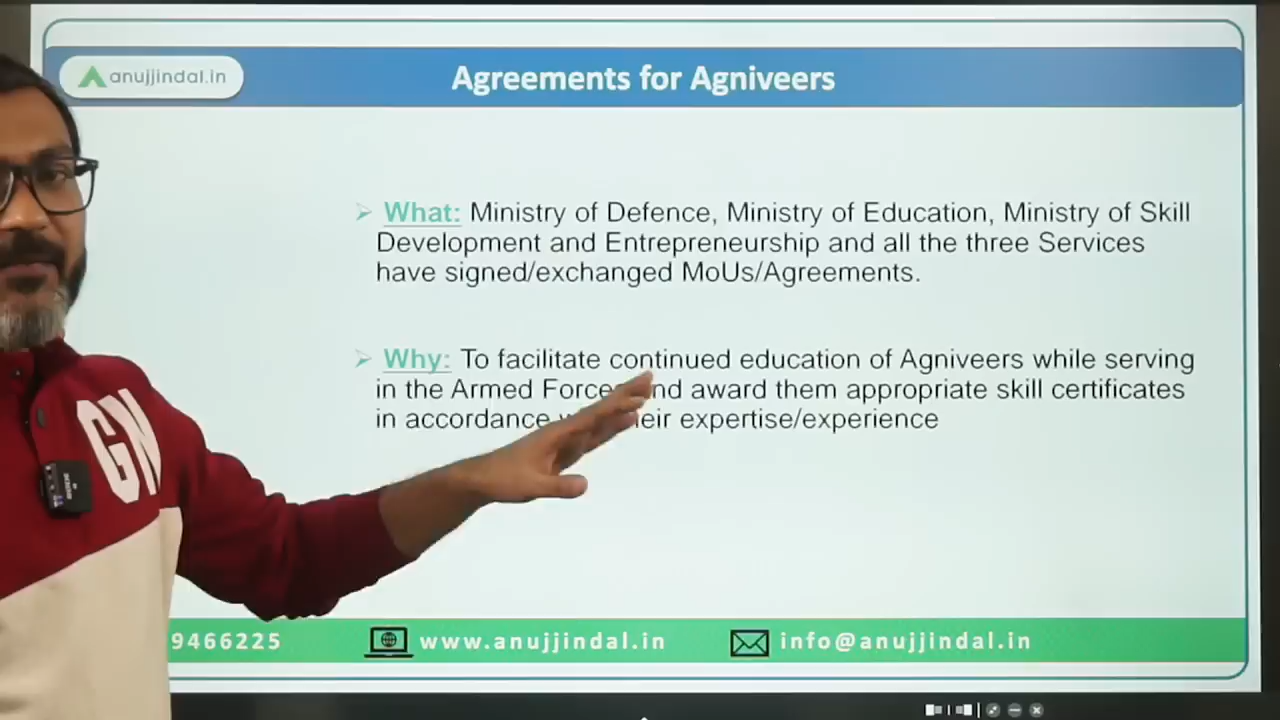 anujjindal.in
Agreements for Agniveers
What: Ministry of Defence, Ministry of Education, Ministry of Skill
Development and Entrepreneurship and all the three Services
have signed/exchanged MoUs/Agreements.
Why: To facilitate continued education of Agniveers while serving
in the Armed Forces and award them appropriate skill certificates
in accordance their expertise/experience
GN
9466225
www.anujjindal.in
info@anujjindal.in